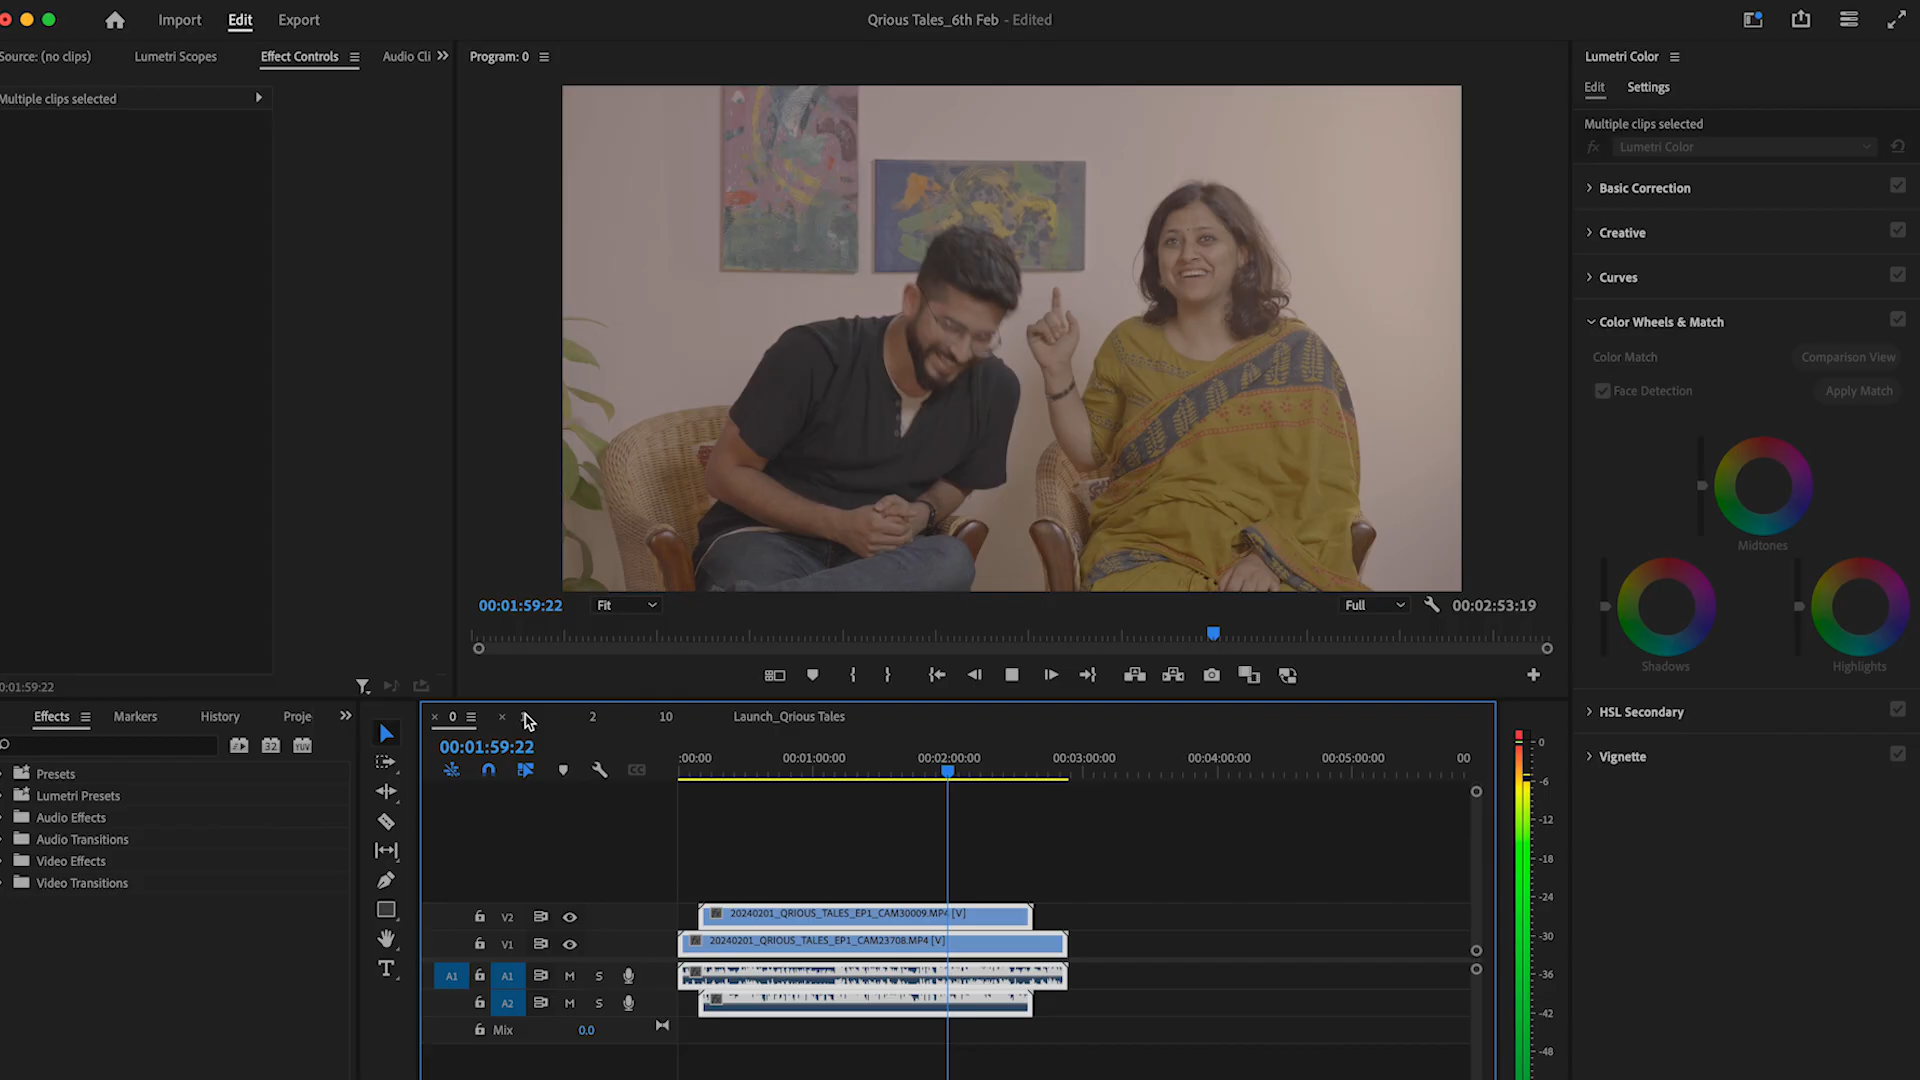 Import Edit Export
Qrious Tales_6th Feb - Edited
Source: (no clips) Lumetri Scopes Effect Controls Audio Cli
Program: 0
Lumetri Color
Edit Settings
Multiple clips selected
Multiple clips selected
fx Lumetri Color
Basic Correction
Creative
Curves
Color Wheels & Match
Color Match Comparison View
Face Detection Apply Match
Midtones
Shadows Highlights
HSL Secondary
Vignette
00:01:59:22 Fit Full 00:02:53:19
0:01:59:22
Effects Markers History Proje
32 YUV
Presets
Lumetri Presets
Audio Effects
Audio Transitions
Video Effects
Video Transitions
0 2 10 Launch_Qrious Tales
00:01:59:22
CC
:00:00 00:01:00:00 00:02:00:00 00:03:00:00 00:04:00:00 00:05:00:00 00
V2 20240201_QRIOUS_TALES_EP1_CAM30009.MP4 [V]
V1 20240201_QRIOUS_TALES_EP1_CAM23708.MP4 [V]
A1 A1 M S
A2 M S
Mix 0.0
0
-6
-12
-18
-24
-30
-36
-42
-48